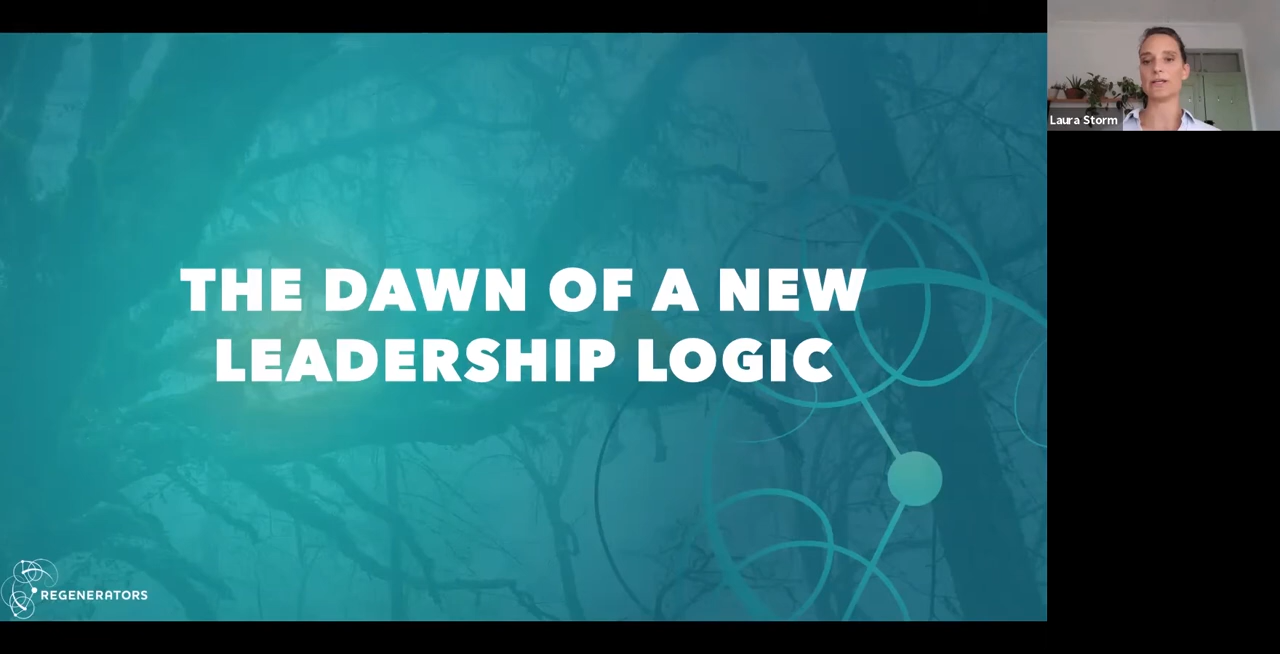 THE DAWN OF A NEW
LEADERSHIP LOGIC
Laura Storm
REGENERATORS